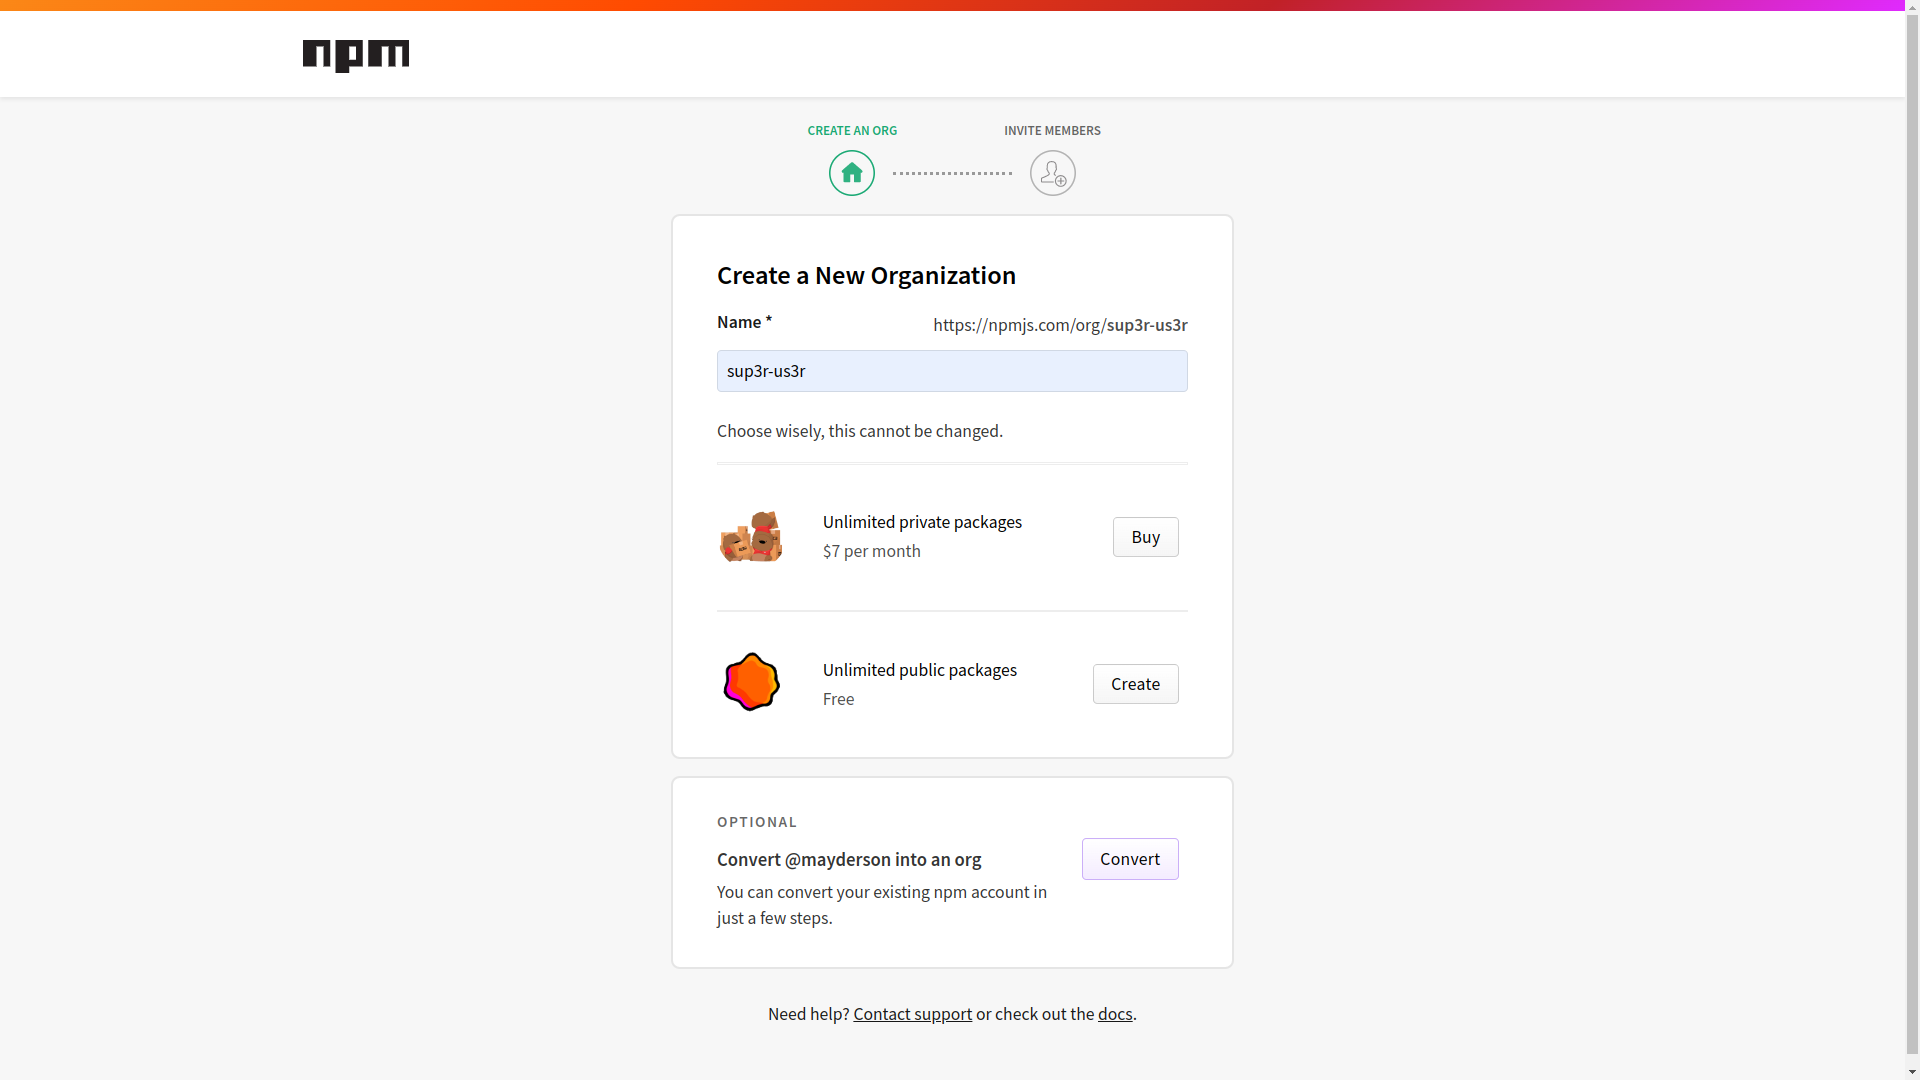 npm
CREATE AN ORG
INVITE MEMBERS
Create a New Organization
Name *
https://npmjs.com/org/sup3r-us3r
sup3r-us3r
Choose wisely, this cannot be changed.
Unlimited private packages
$7 per month
Buy
Unlimited public packages
Free
Create
OPTIONAL
Convert @mayderson into an org
You can convert your existing npm account in
just a few steps.
Convert
Need help? Contact support or check out the docs.